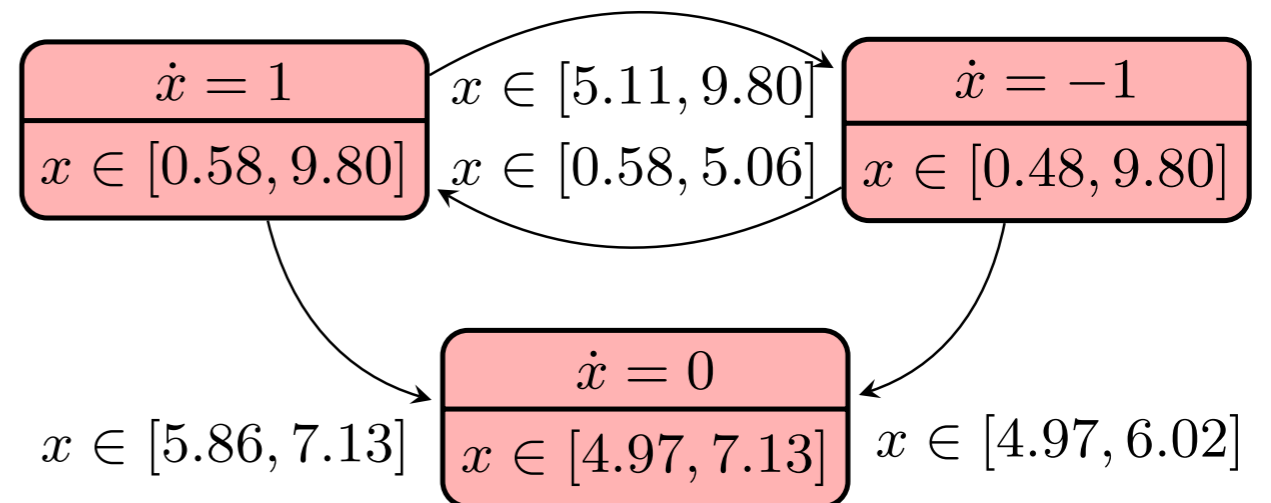 ẋ = 1
x ∈ [0.58, 9.80]
x ∈ [5.11, 9.80]
x ∈ [0.58, 5.06]
ẋ = −1
x ∈ [0.48, 9.80]
x ∈ [5.86, 7.13]
ẋ = 0
x ∈ [4.97, 7.13]
x ∈ [4.97, 6.02]